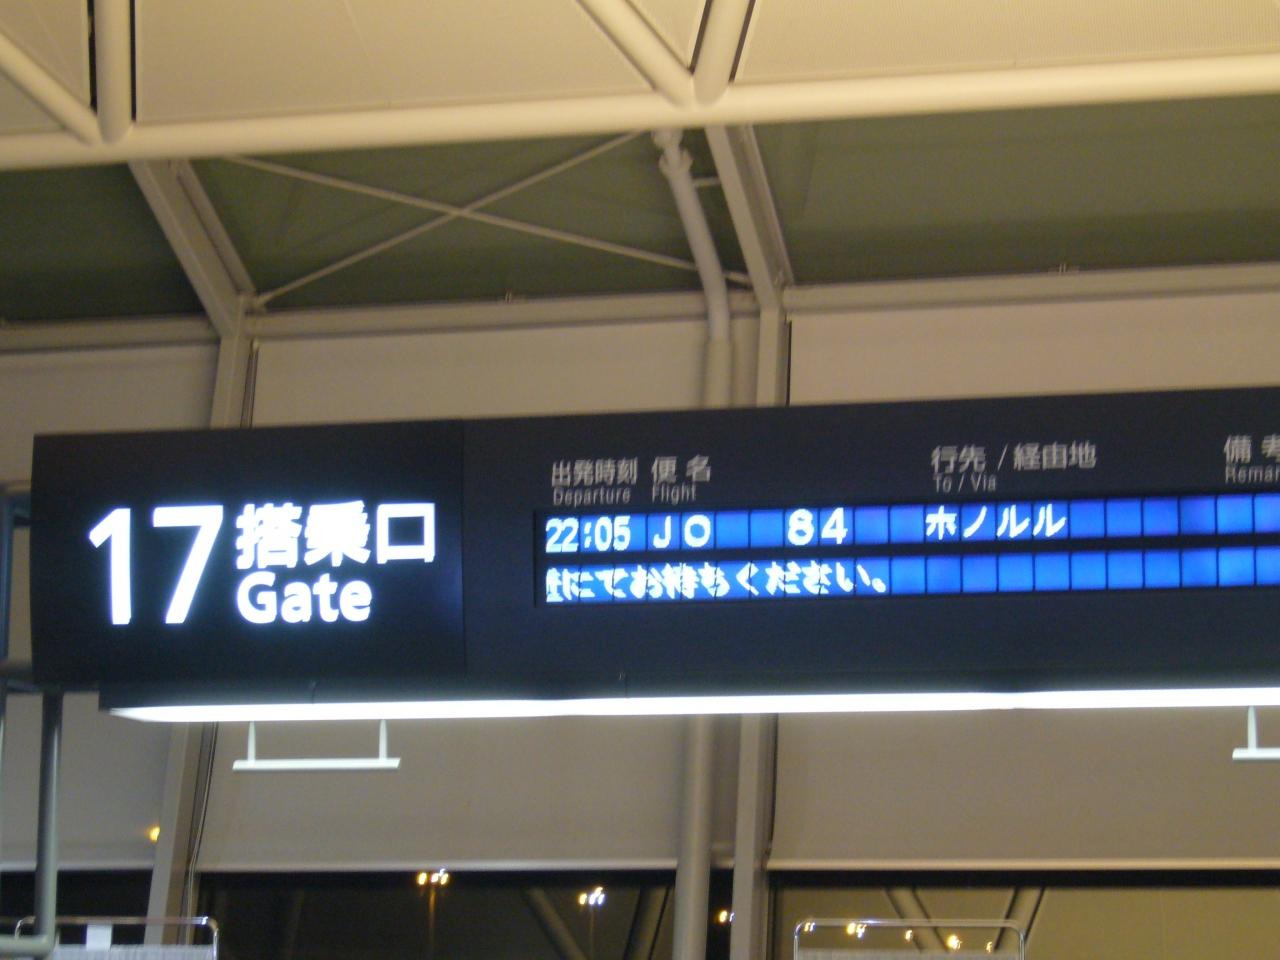 17 搭乗口
Gate
出発時刻 便名 行先／経由地 備考
Departure Flight To / Via Remar
22:05 JO 84 ホノルル
にてお待ちください。